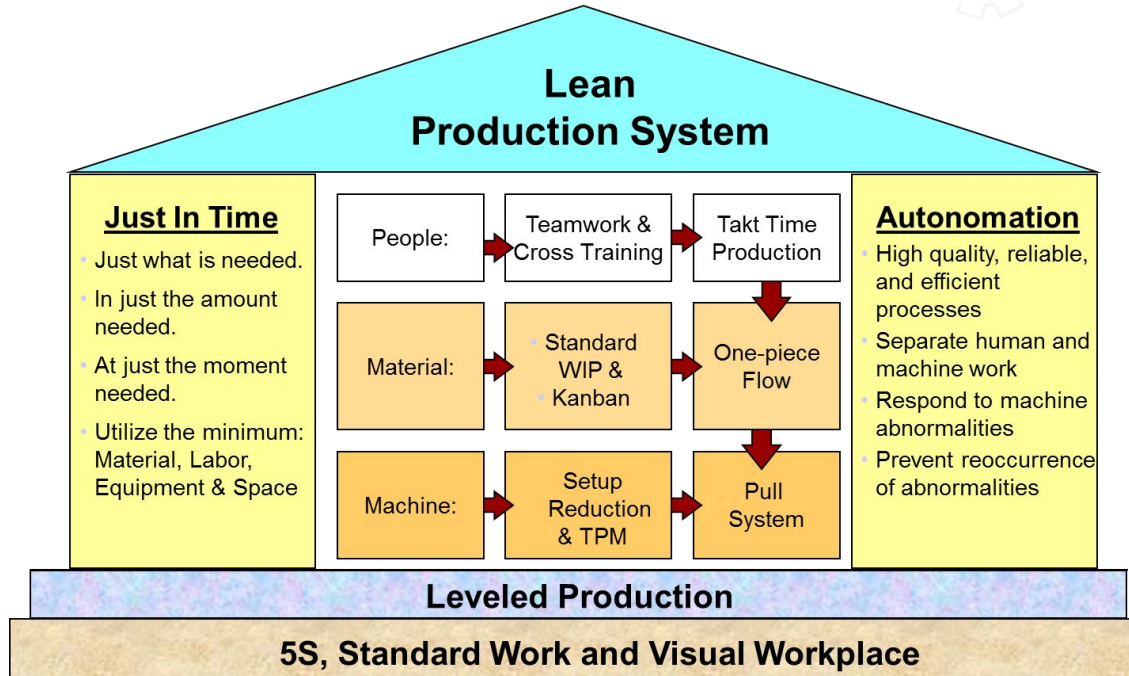 Lean
Production System
Just In Time
• Just what is needed.
• In just the amount
needed.
• At just the moment
needed.
• Utilize the minimum:
Material, Labor,
Equipment & Space
People:
Teamwork &
Cross Training
Takt Time
Production
Material:
• Standard
WIP &
• Kanban
One-piece
Flow
Machine:
Setup
Reduction
& TPM
Pull
System
Autonomation
• High quality, reliable,
and efficient
processes
• Separate human and
machine work
• Respond to machine
abnormalities
• Prevent reoccurrence
of abnormalities
Leveled Production
5S, Standard Work and Visual Workplace